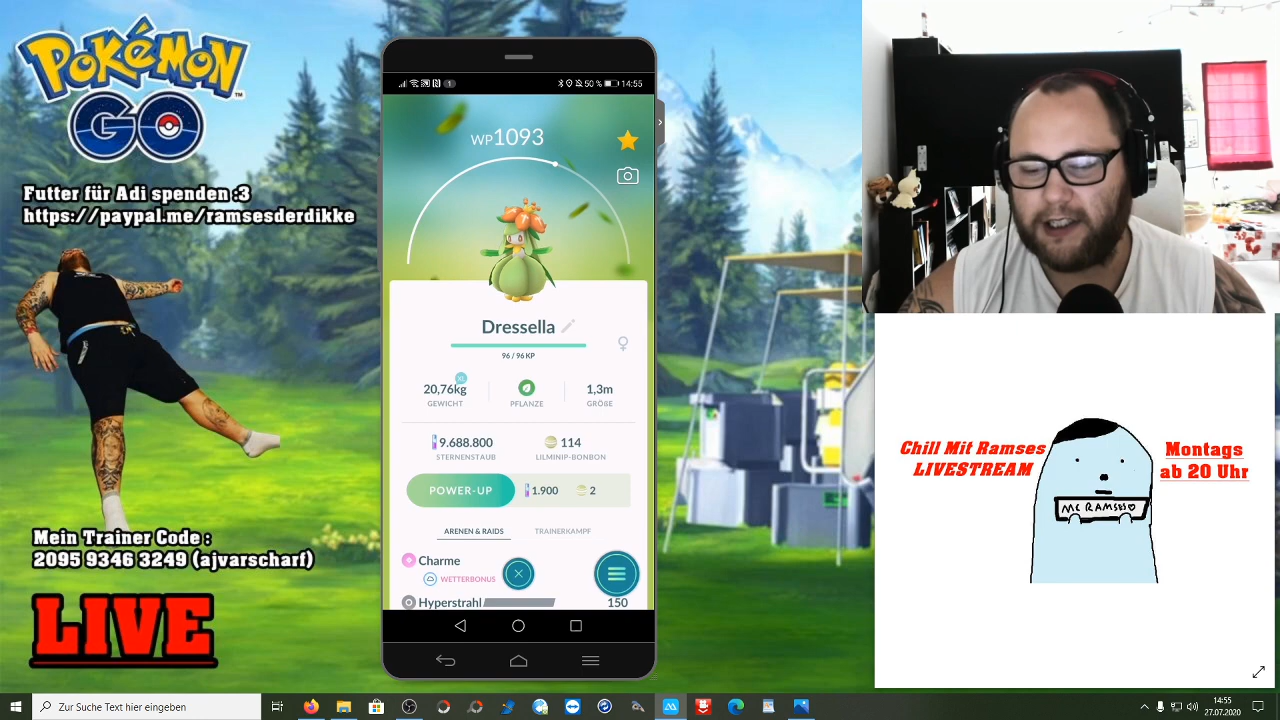 POKÉMON
GO
Futter für Adi spenden :3
https://paypal.me/ramsesderdikke
Mein Trainer Code :
2095 9346 3249 (ajvarscharf)
LIVE
1
50 %
14:55
WP1093
Dressella
96 / 96 KP
20,76kg
GEWICHT
PFLANZE
1,3m
GRÖßE
9.688.800
STERNENSTAUB
114
LILMINIP-BONBON
POWER-UP
1.900
2
ARENEN & RAIDS
TRAINERKAMPF
Charme
WETTERBONUS
Hyperstrahl
150
Chill Mit Ramses
LIVESTREAM
Montags
ab 20 Uhr
MC RAMSES
Zur Suche Text hier eingeben
14:55
27.07.2020